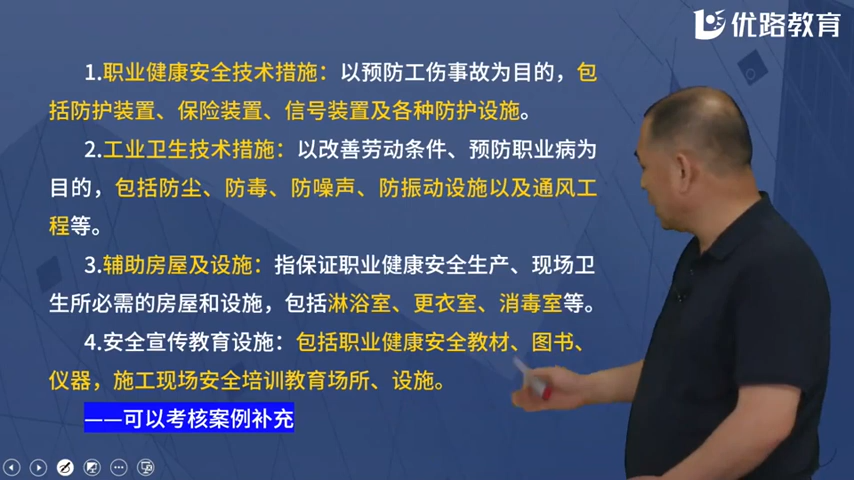 优路教育
1.职业健康安全技术措施：以预防工伤事故为目的，包
括防护装置、保险装置、信号装置及各种防护设施。
2.工业卫生技术措施：以改善劳动条件、预防职业病为
目的，包括防尘、防毒、防噪声、防振动设施以及通风工
程等。
3.辅助房屋及设施：指保证职业健康安全生产、现场卫
生所必需的房屋和设施，包括淋浴室、更衣室、消毒室等。
4.安全宣传教育设施：包括职业健康安全教材、图书、
仪器，施工现场安全培训教育场所、设施。
——可以考核案例补充